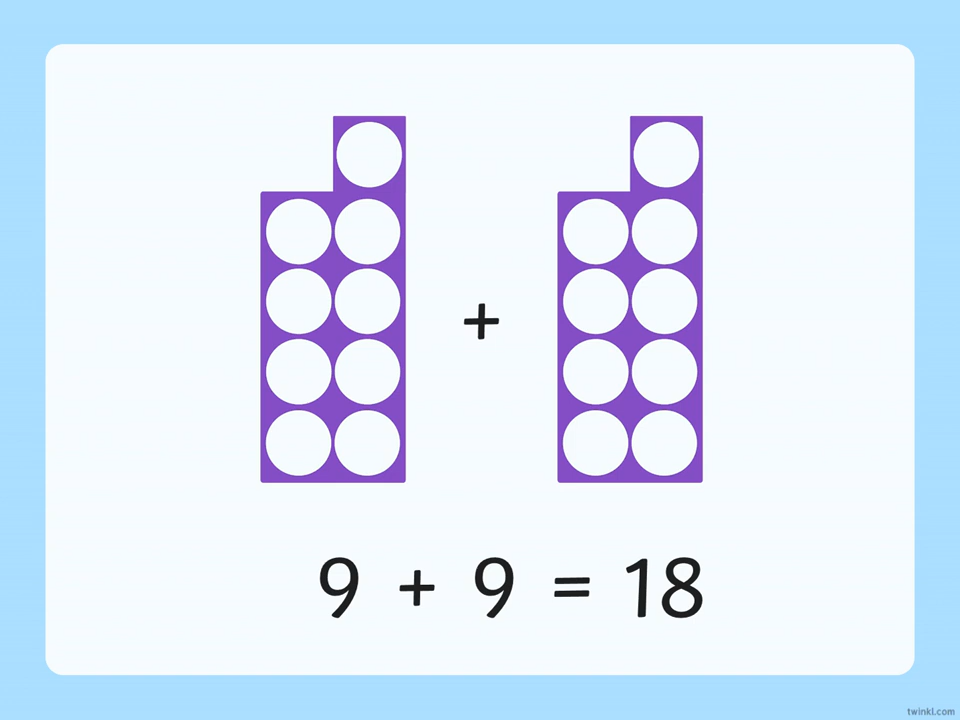 +
9 + 9 = 18
twinkl.com